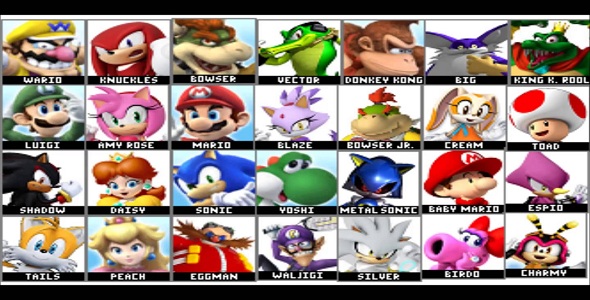 WARIO KNUCKLES BOWSER VECTOR DONKEY KONG BIG KING K. ROOL
LUIGI AMY ROSE MARIO BLAZE BOWSER JR. CREAM TOAD
SHADOW DAISY SONIC YOSHI METAL SONIC BABY MARIO ESPIO
TAILS PEACH EGGMAN WALJIGI SILVER BIRDO CHARMY